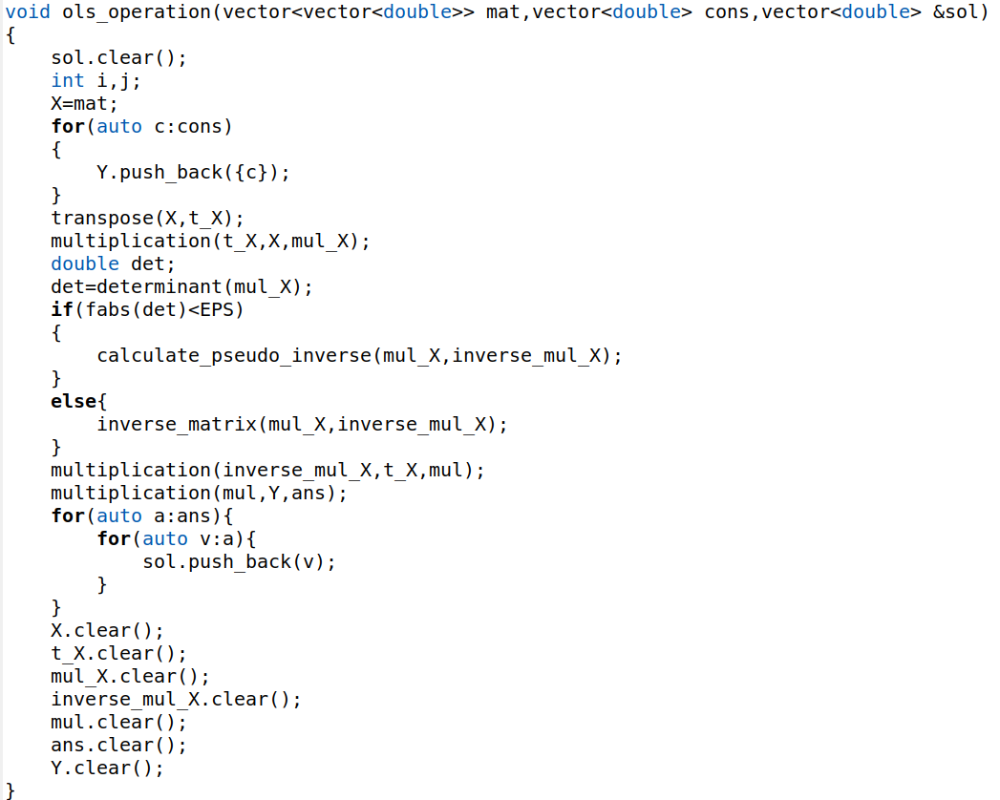 void ols_operation(vector<vector<double>> mat,vector<double> cons,vector<double> &sol)
{
    sol.clear();
    int i,j;
    X=mat;
    for(auto c:cons)
    {
        Y.push_back({c});
    }
    transpose(X,t_X);
    multiplication(t_X,X,mul_X);
    double det;
    det=determinant(mul_X);
    if(fabs(det)<EPS)
    {
        calculate_pseudo_inverse(mul_X,inverse_mul_X);
    }
    else{
        inverse_matrix(mul_X,inverse_mul_X);
    }
    multiplication(inverse_mul_X,t_X,mul);
    multiplication(mul,Y,ans);
    for(auto a:ans){
        for(auto v:a){
            sol.push_back(v);
        }
    }
    X.clear();
    t_X.clear();
    mul_X.clear();
    inverse_mul_X.clear();
    mul.clear();
    ans.clear();
    Y.clear();
}